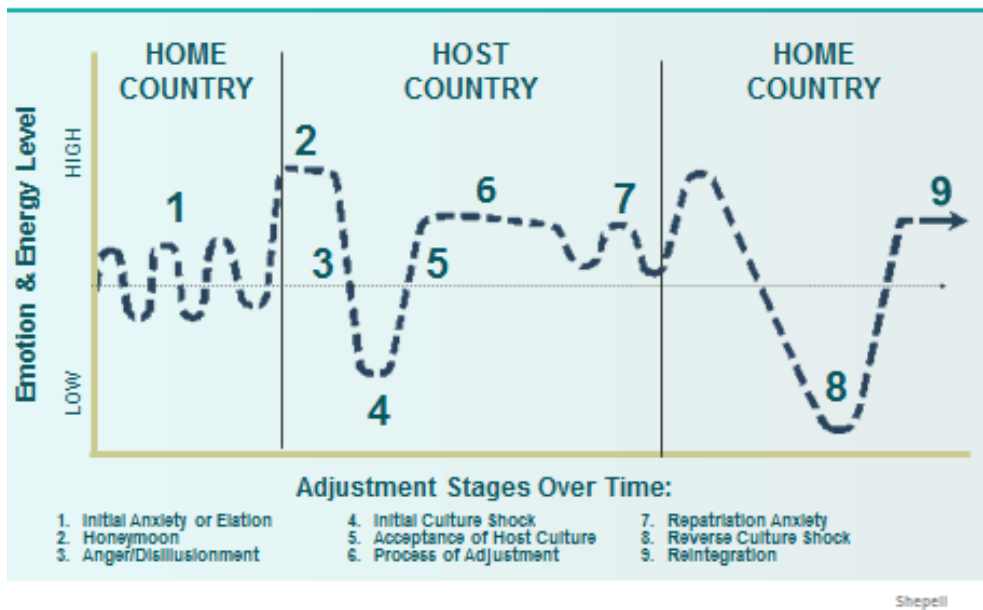 HOME
COUNTRY
HOST
COUNTRY
HOME
COUNTRY
Emotion & Energy Level
HIGH
LOW
1
2
3
4
5
6
7
8
9
Adjustment Stages Over Time:
1. Initial Anxiety or Elation
2. Honeymoon
3. Anger/Disillusionment
4. Initial Culture Shock
5. Acceptance of Host Culture
6. Process of Adjustment
7. Repatriation Anxiety
8. Reverse Culture Shock
9. Reintegration
Shepell